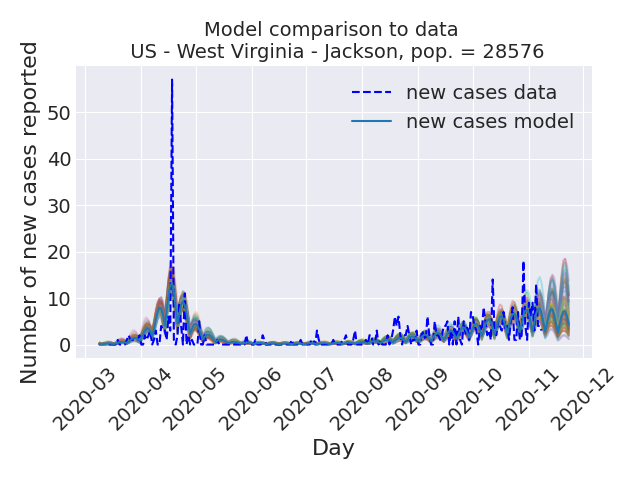 Model comparison to data
US - West Virginia - Jackson, pop. = 28576
Number of new cases reported
50
40
30
20
10
0
new cases data
new cases model
2020-03
2020-04
2020-05
2020-06
2020-07
2020-08
2020-09
2020-10
2020-11
2020-12
Day